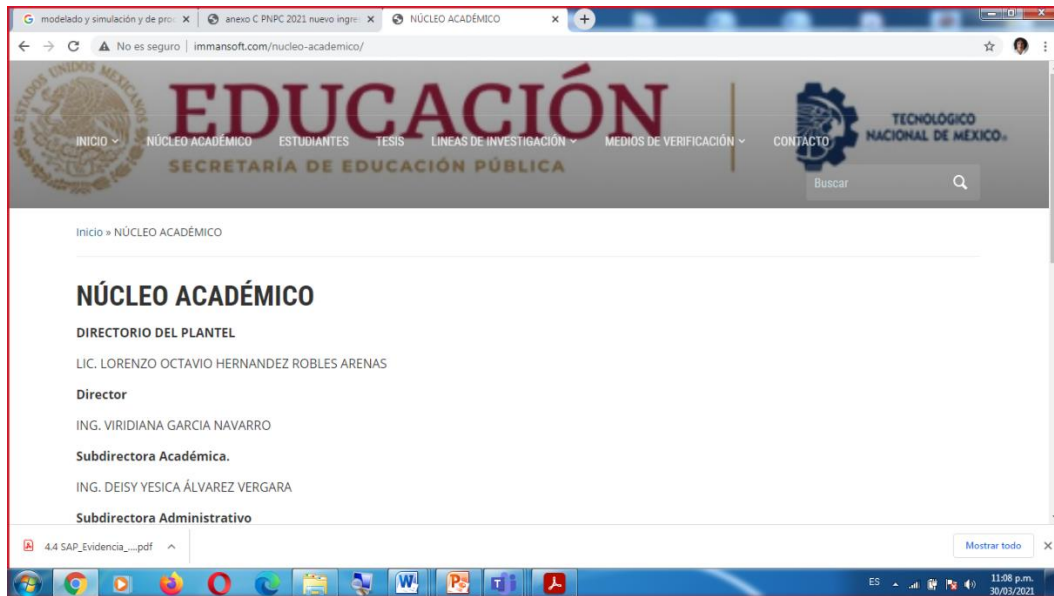 modelado y simulación y de pro
anexo C PNPC 2021 nuevo ingre
NÚCLEO ACADÉMICO
No es seguro | immansoft.com/nucleo-academico/
ESTADOS UNIDOS MEXICANOS
EDUCACIÓN
SECRETARÍA DE EDUCACIÓN PÚBLICA
TECNOLÓGICO
NACIONAL DE MÉXICO®
INICIO
NÚCLEO ACADÉMICO
ESTUDIANTES
TESIS
LINEAS DE INVESTIGACIÓN
MEDIOS DE VERIFICACIÓN
CONTACTO
Buscar
Inicio » NÚCLEO ACADÉMICO
NÚCLEO ACADÉMICO
DIRECTORIO DEL PLANTEL
LIC. LORENZO OCTAVIO HERNANDEZ ROBLES ARENAS
Director
ING. VIRIDIANA GARCIA NAVARRO
Subdirectora Académica.
ING. DEISY YESICA ÁLVAREZ VERGARA
Subdirectora Administrativo
4.4 SAP_Evidencia_....pdf
Mostrar todo
ES
11:08 p.m.
30/03/2021